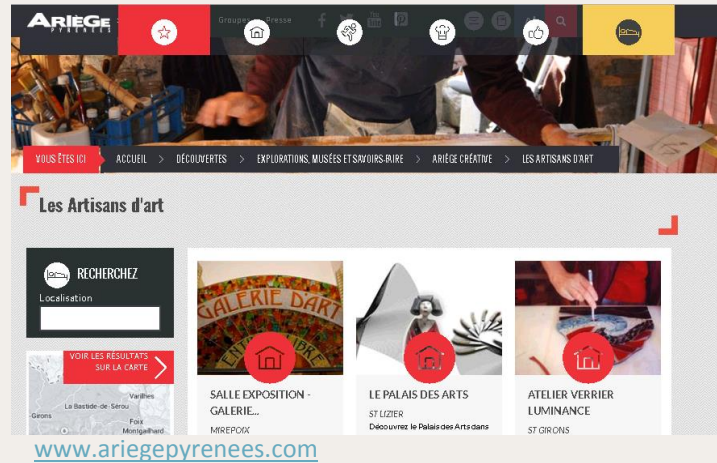 ARIÈGE
PYRENEES
Groupes Presse
VOUS ÊTES ICI ACCUEIL > DÉCOUVERTES > EXPLORATIONS, MUSÉES ET SAVOIRS-FAIRE > ARIÈGE CRÉATIVE > LES ARTISANS D'ART
Les Artisans d'art
RECHERCHEZ
Localisation
VOIR LES RÉSULTATS
SUR LA CARTE
Varilhes
La Bastide-de-Sérou
Girons
Foix
Montgailhard
GALERIE D'ART
ENTRÉE LIBRE
SALLE EXPOSITION -
GALERIE...
MIREPOIX
LE PALAIS DES ARTS
ST LIZIER
Découvrez le Palais des Arts dans
ATELIER VERRIER
LUMINANCE
ST GIRONS
www.ariegepyrenees.com